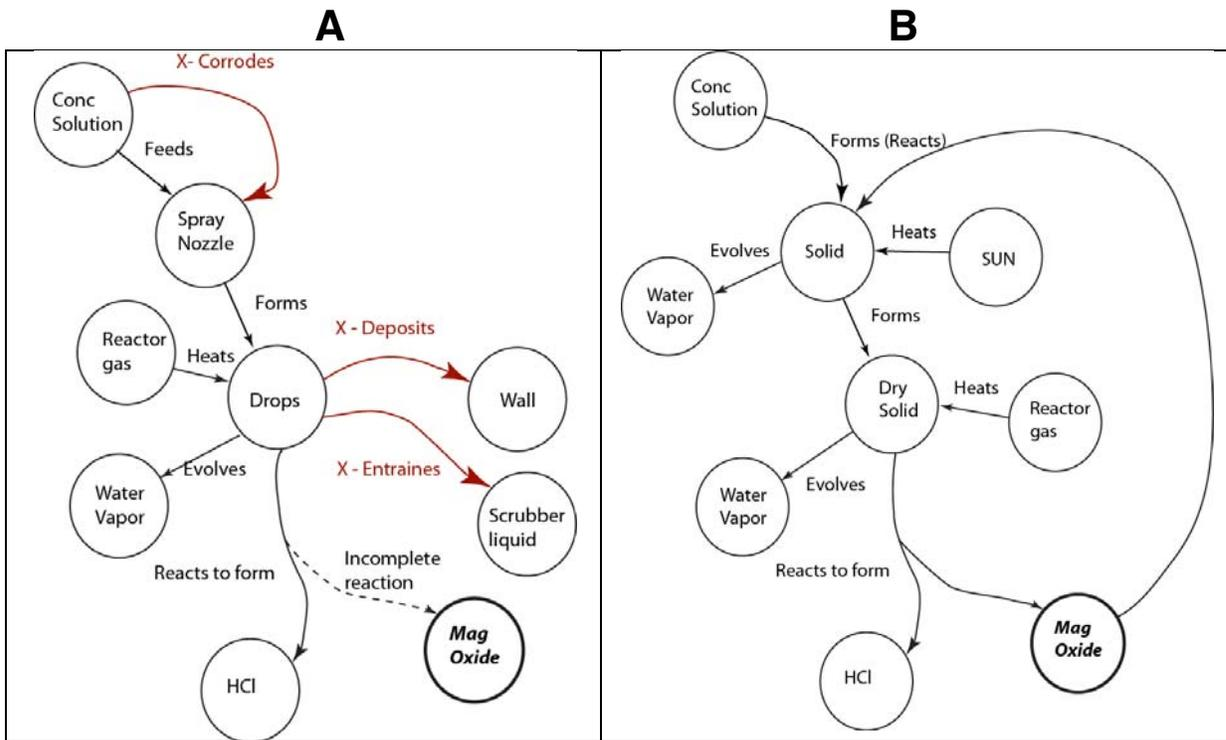 A
B
X- Corrodes
Conc
Solution
Feeds
Spray
Nozzle
Forms
Reactor
gas
Heats
X - Deposits
Drops
Wall
Evolves
X - Entraines
Water
Vapor
Scrubber
liquid
Reacts to form
Incomplete
reaction
Mag
Oxide
HCl
Conc
Solution
Forms (Reacts)
Solid
Heats
SUN
Evolves
Water
Vapor
Forms
Dry
Solid
Heats
Reactor
gas
Evolves
Water
Vapor
Reacts to form
Mag
Oxide
HCl